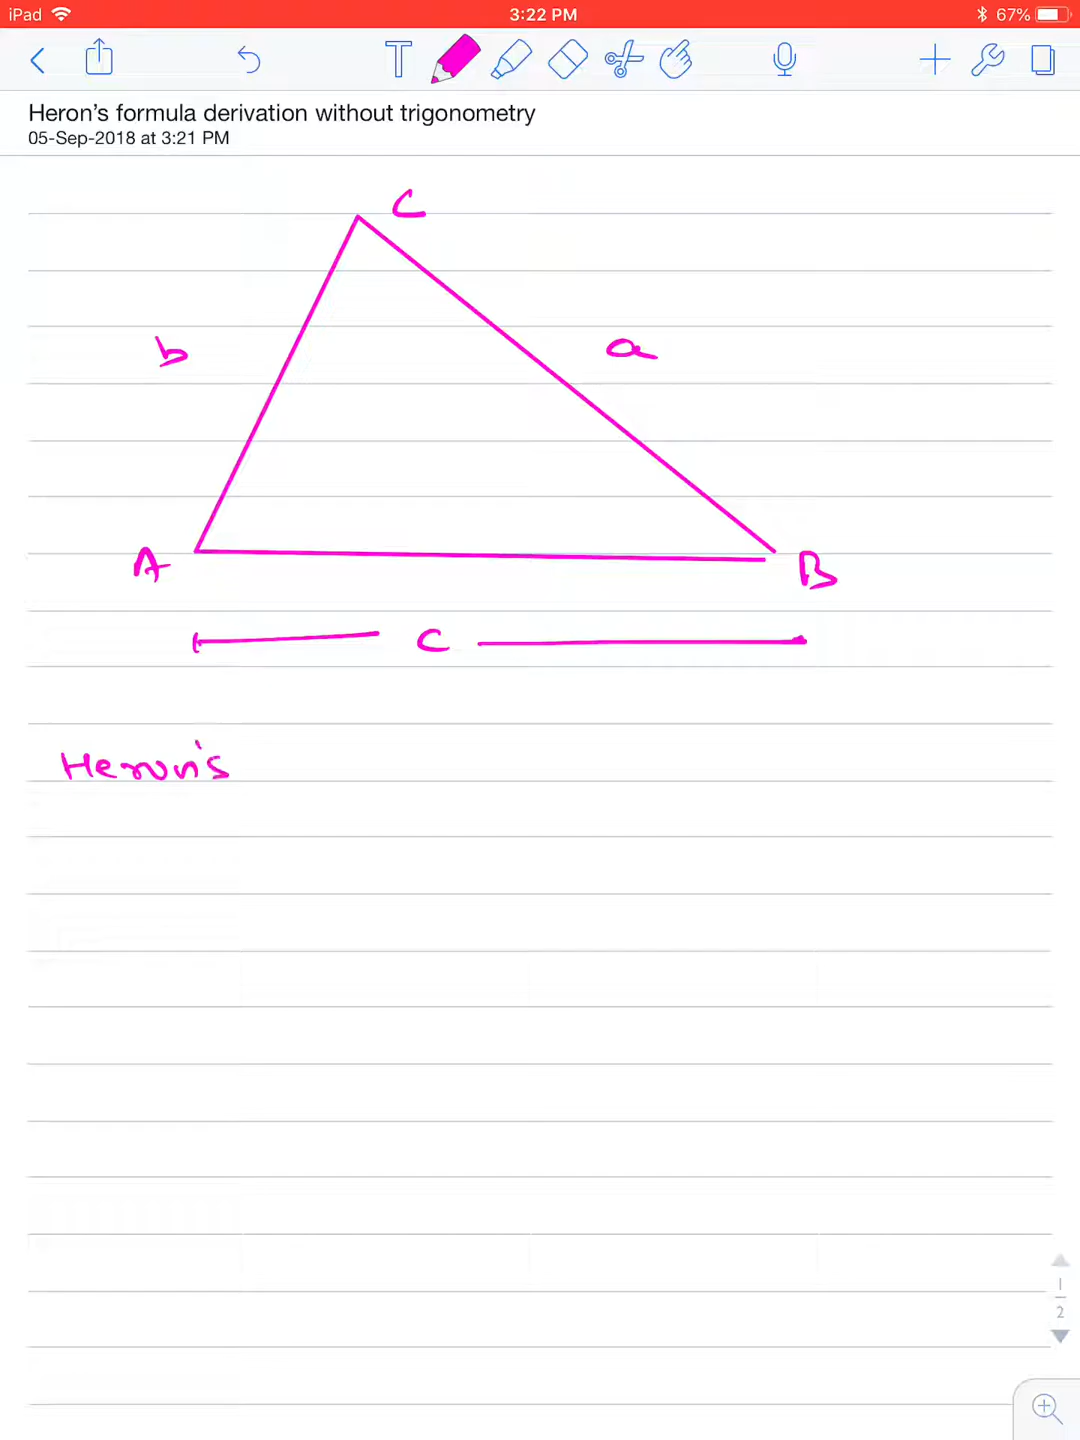 iPad 3:22 PM 67%
T
Heron's formula derivation without trigonometry
05-Sep-2018 at 3:21 PM
C
b a
A B
c
Heron's
1
2